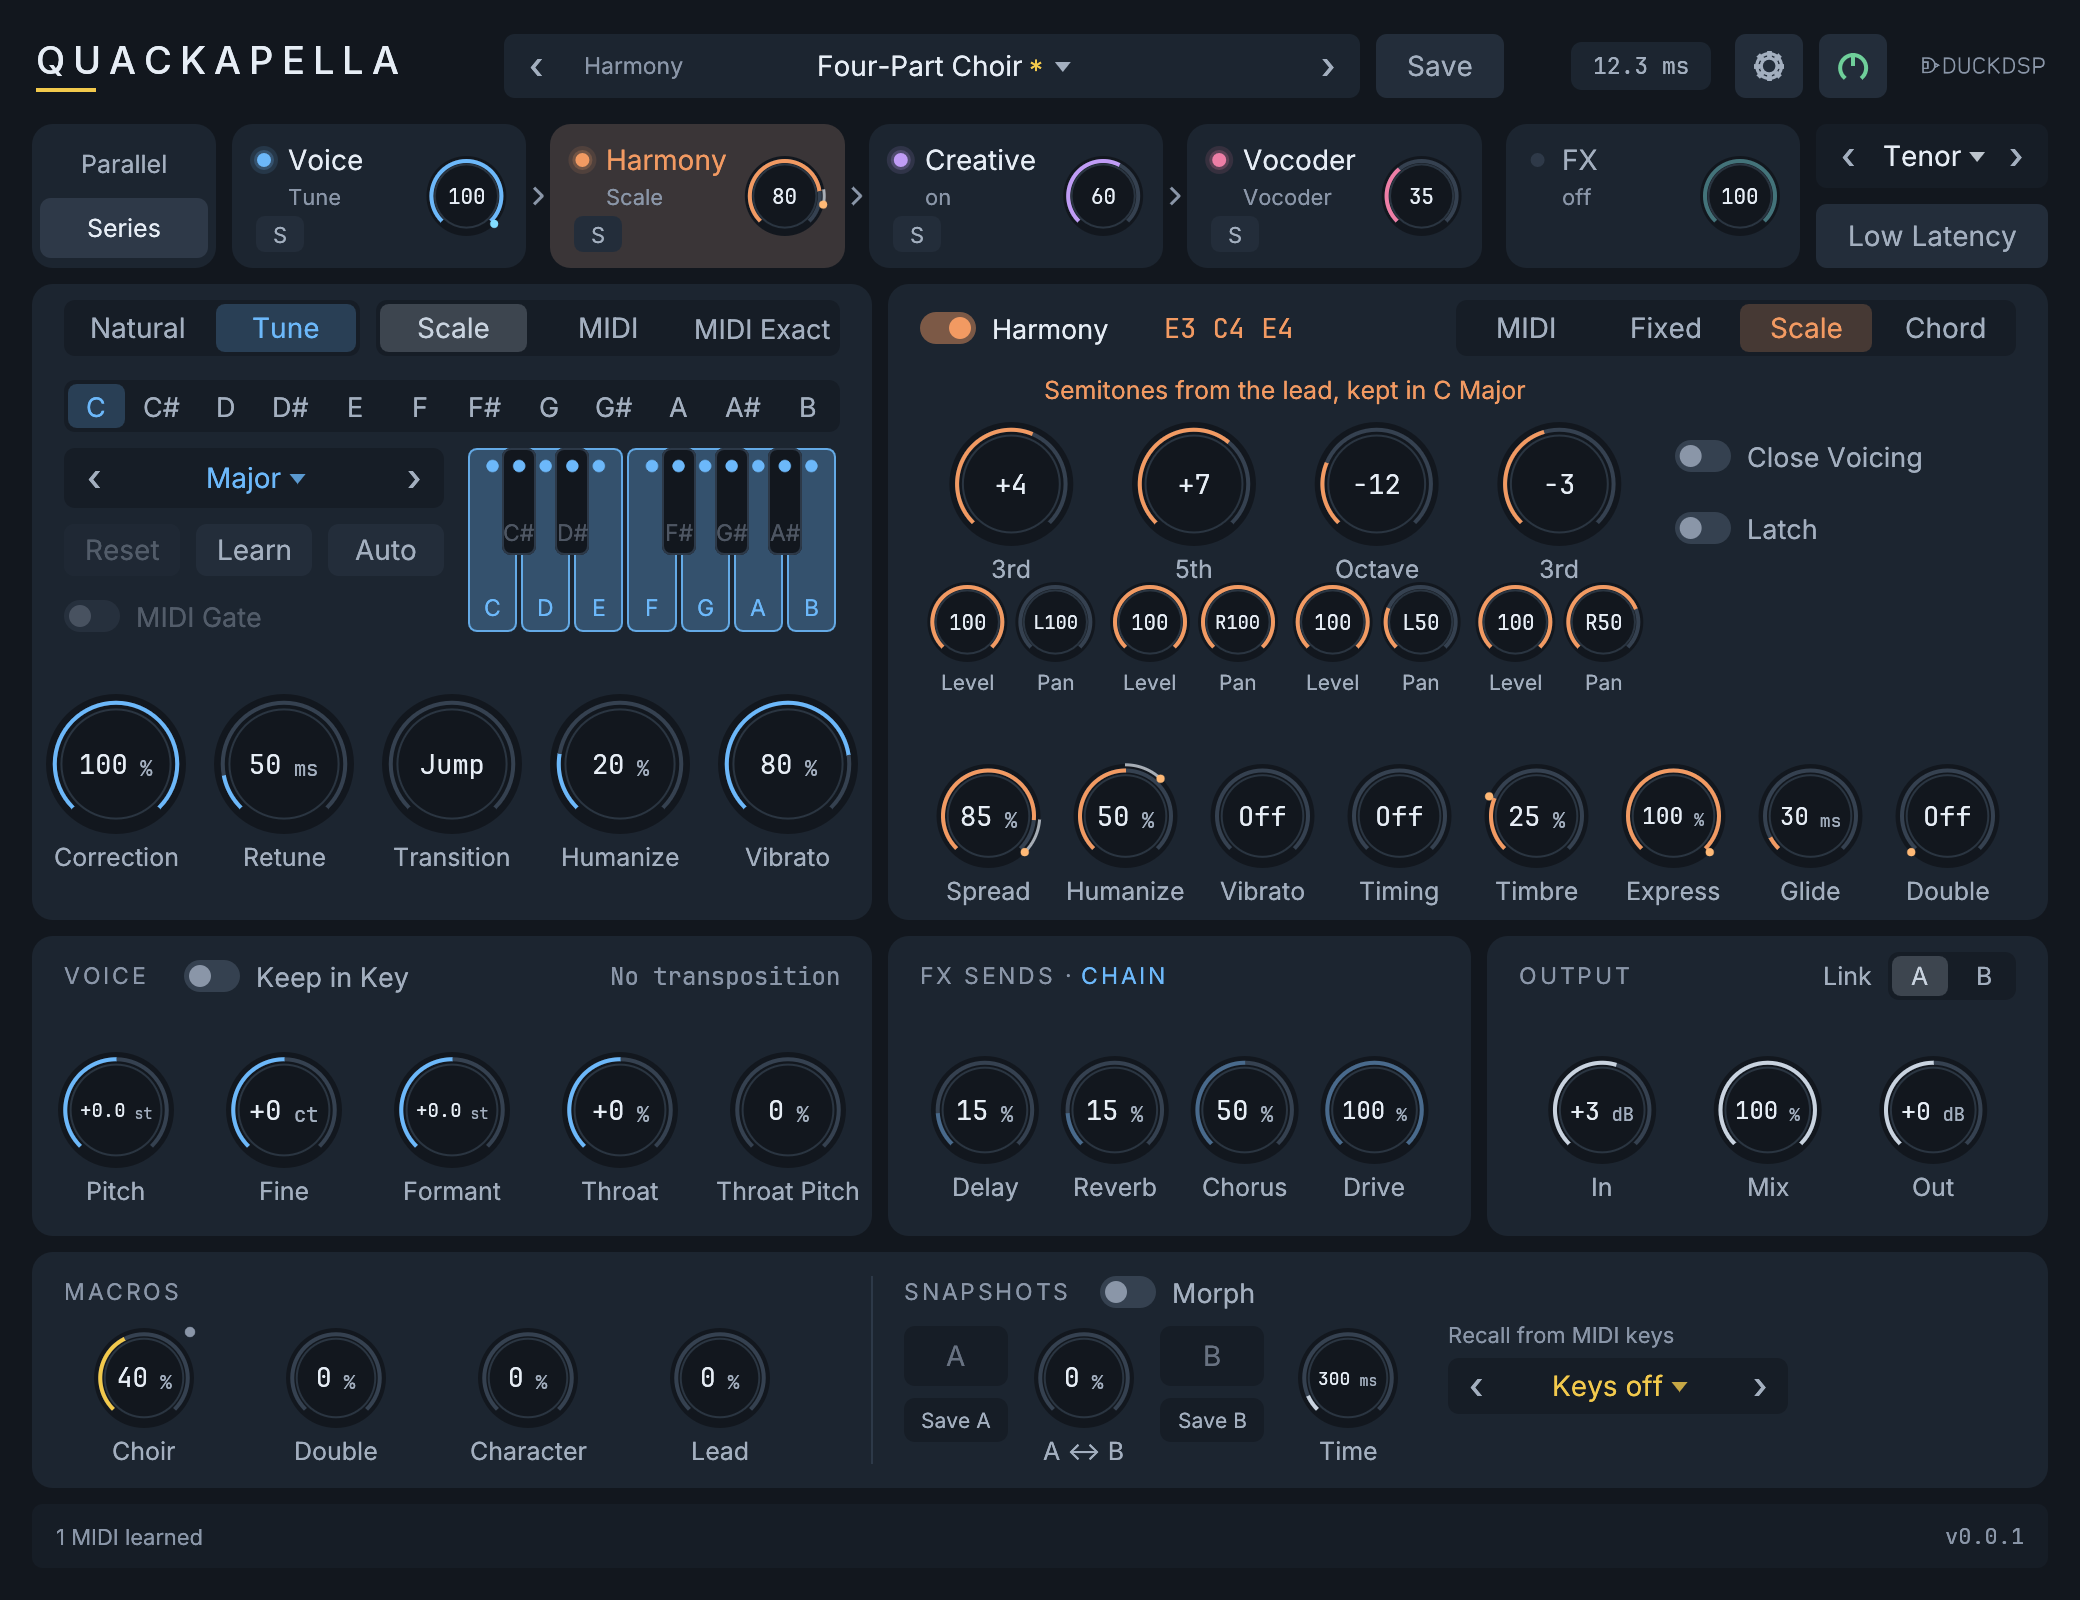 QUACKAPELLA
Harmony
Four-Part Choir *
Save
12.3 ms
DUCKDSP
Parallel
Series
Voice
Tune
S
100
Harmony
Scale
S
80
Creative
on
S
60
Vocoder
Vocoder
S
35
FX
off
100
Tenor
Low Latency
Natural
Tune
Scale
MIDI
MIDI Exact
C C# D D# E F F# G G# A A# B
Major
Reset
Learn
Auto
MIDI Gate
C# D# F# G# A#
C D E F G A B
100 %
50 ms
Jump
20 %
80 %
Correction
Retune
Transition
Humanize
Vibrato
Harmony
E3 C4 E4
MIDI
Fixed
Scale
Chord
Semitones from the lead, kept in C Major
+4
+7
-12
-3
3rd
5th
Octave
3rd
Close Voicing
Latch
100
L100
100
R100
100
L50
100
R50
Level
Pan
Level
Pan
Level
Pan
Level
Pan
85 %
50 %
Off
Off
25 %
100 %
30 ms
Off
Spread
Humanize
Vibrato
Timing
Timbre
Express
Glide
Double
VOICE
Keep in Key
No transposition
+0.0 st
+0 ct
+0.0 st
+0 %
0 %
Pitch
Fine
Formant
Throat
Throat Pitch
FX SENDS · CHAIN
15 %
15 %
50 %
100 %
Delay
Reverb
Chorus
Drive
OUTPUT
Link
A
B
+3 dB
100 %
+0 dB
In
Mix
Out
MACROS
40 %
0 %
0 %
0 %
Choir
Double
Character
Lead
SNAPSHOTS
Morph
A
Save A
0 %
A ↔ B
B
Save B
300 ms
Time
Recall from MIDI keys
Keys off
1 MIDI learned
v0.0.1